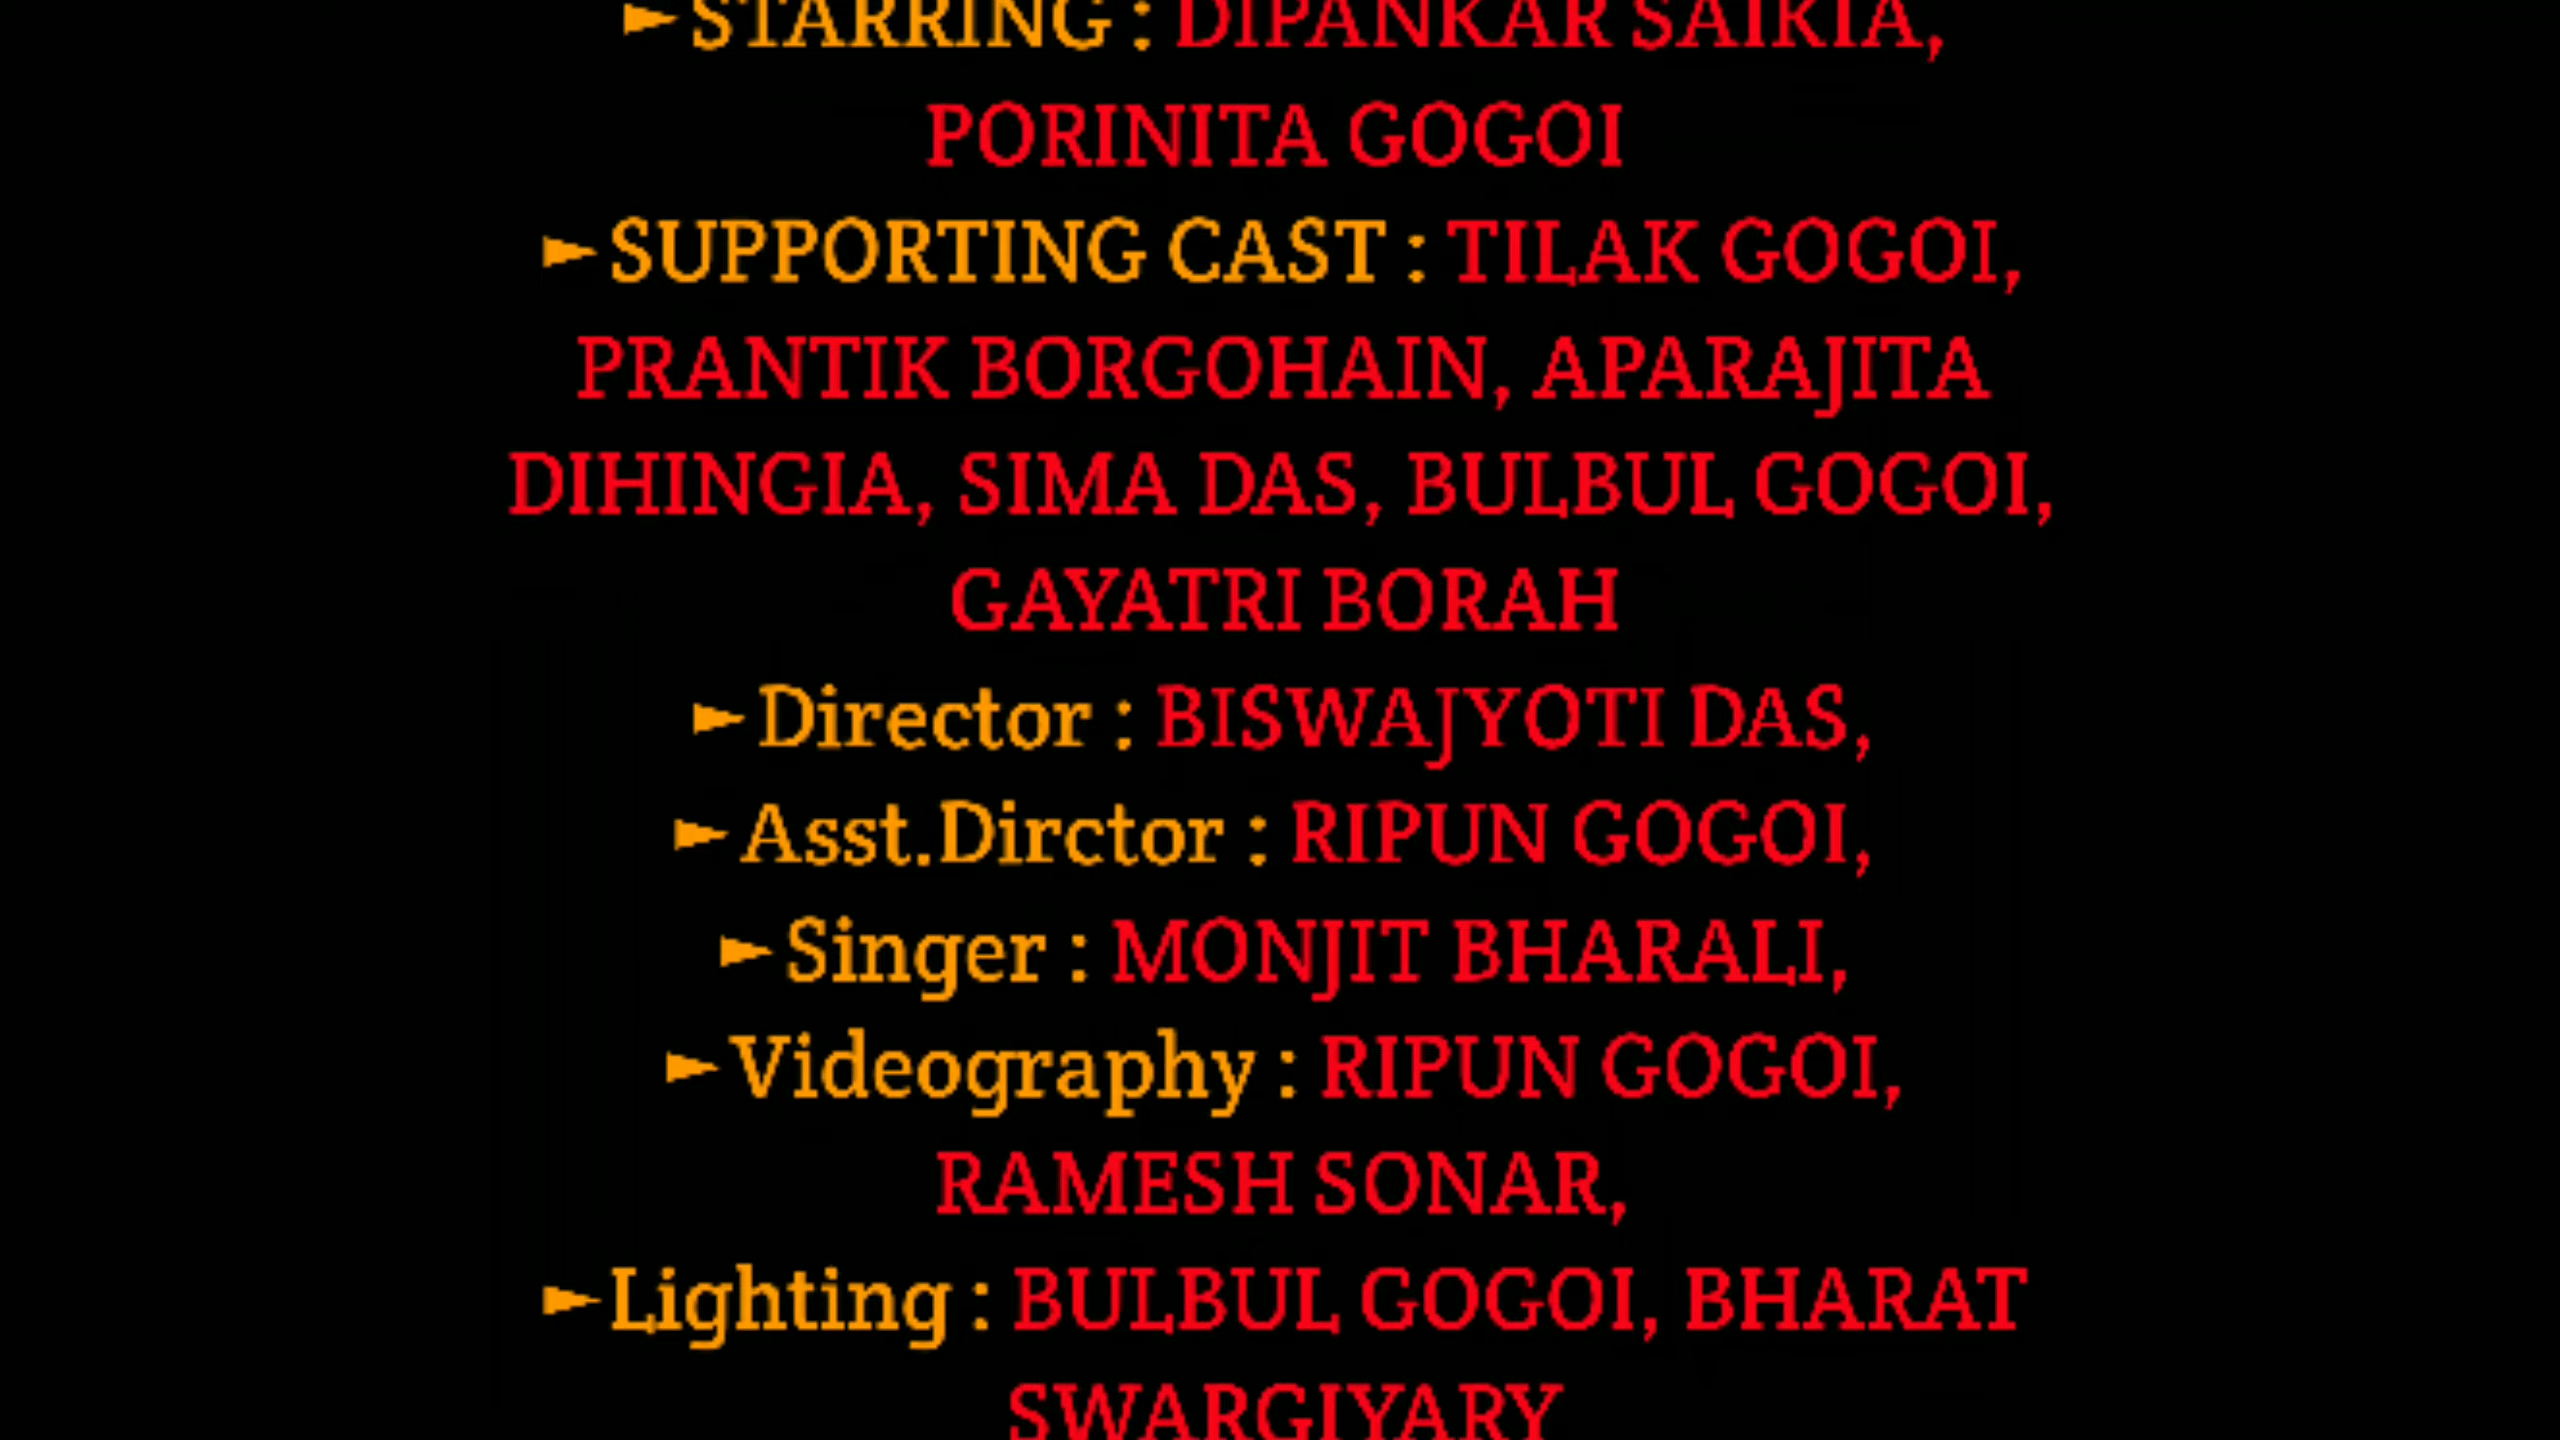 ►STARRING : DIPANKAR SAIKIA,
PORINITA GOGOI
►SUPPORTING CAST : TILAK GOGOI,
PRANTIK BORGOHAIN, APARAJITA
DIHINGIA, SIMA DAS, BULBUL GOGOI,
GAYATRI BORAH
►Director : BISWAJYOTI DAS,
►Asst.Dirctor : RIPUN GOGOI,
►Singer : MONJIT BHARALI,
►Videography : RIPUN GOGOI,
RAMESH SONAR,
►Lighting : BULBUL GOGOI, BHARAT
SWARGIYARY